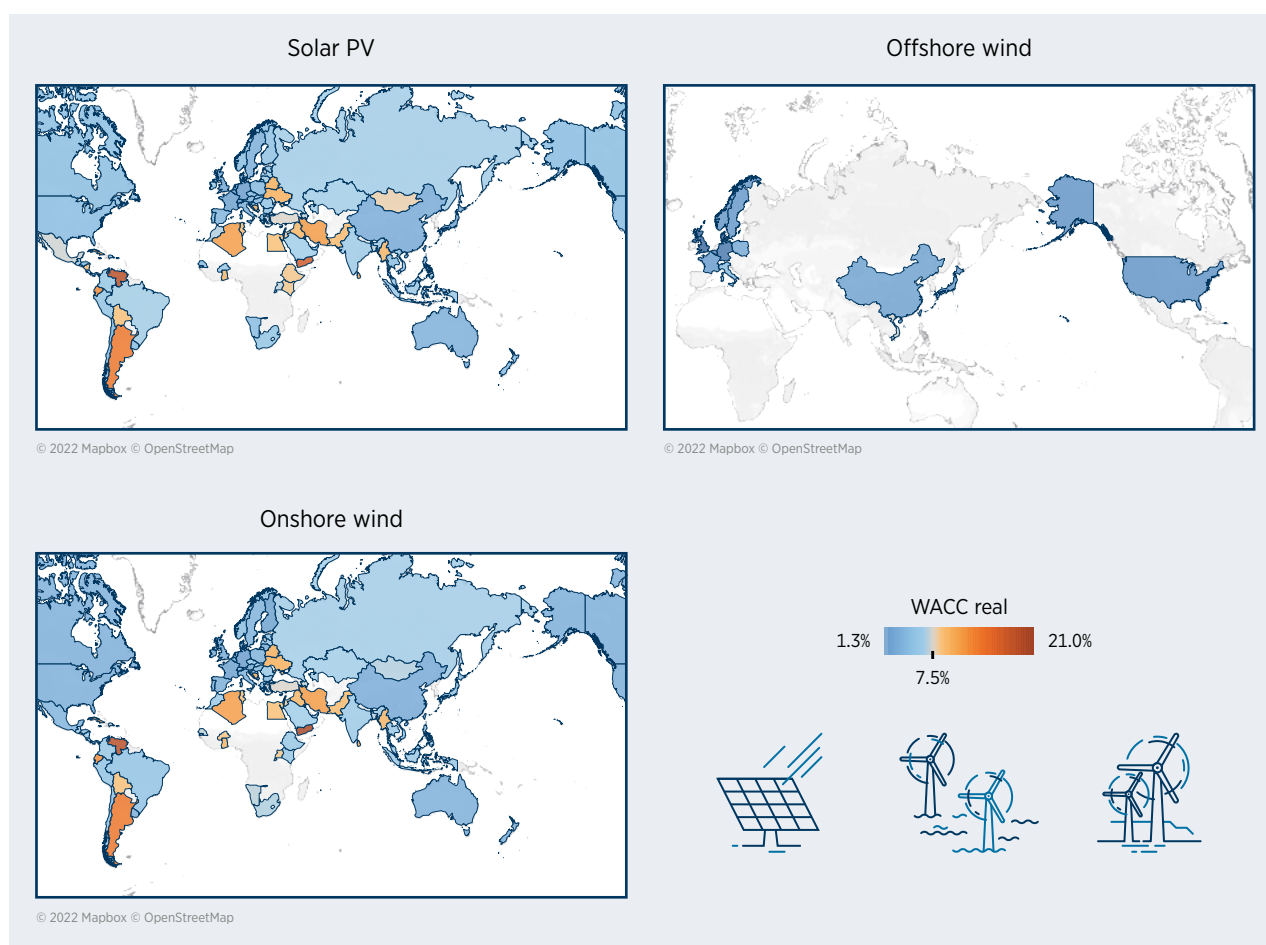 Solar PV
Offshore wind
© 2022 Mapbox © OpenStreetMap
© 2022 Mapbox © OpenStreetMap
Onshore wind
WACC real
1.3%
21.0%
7.5%
© 2022 Mapbox © OpenStreetMap